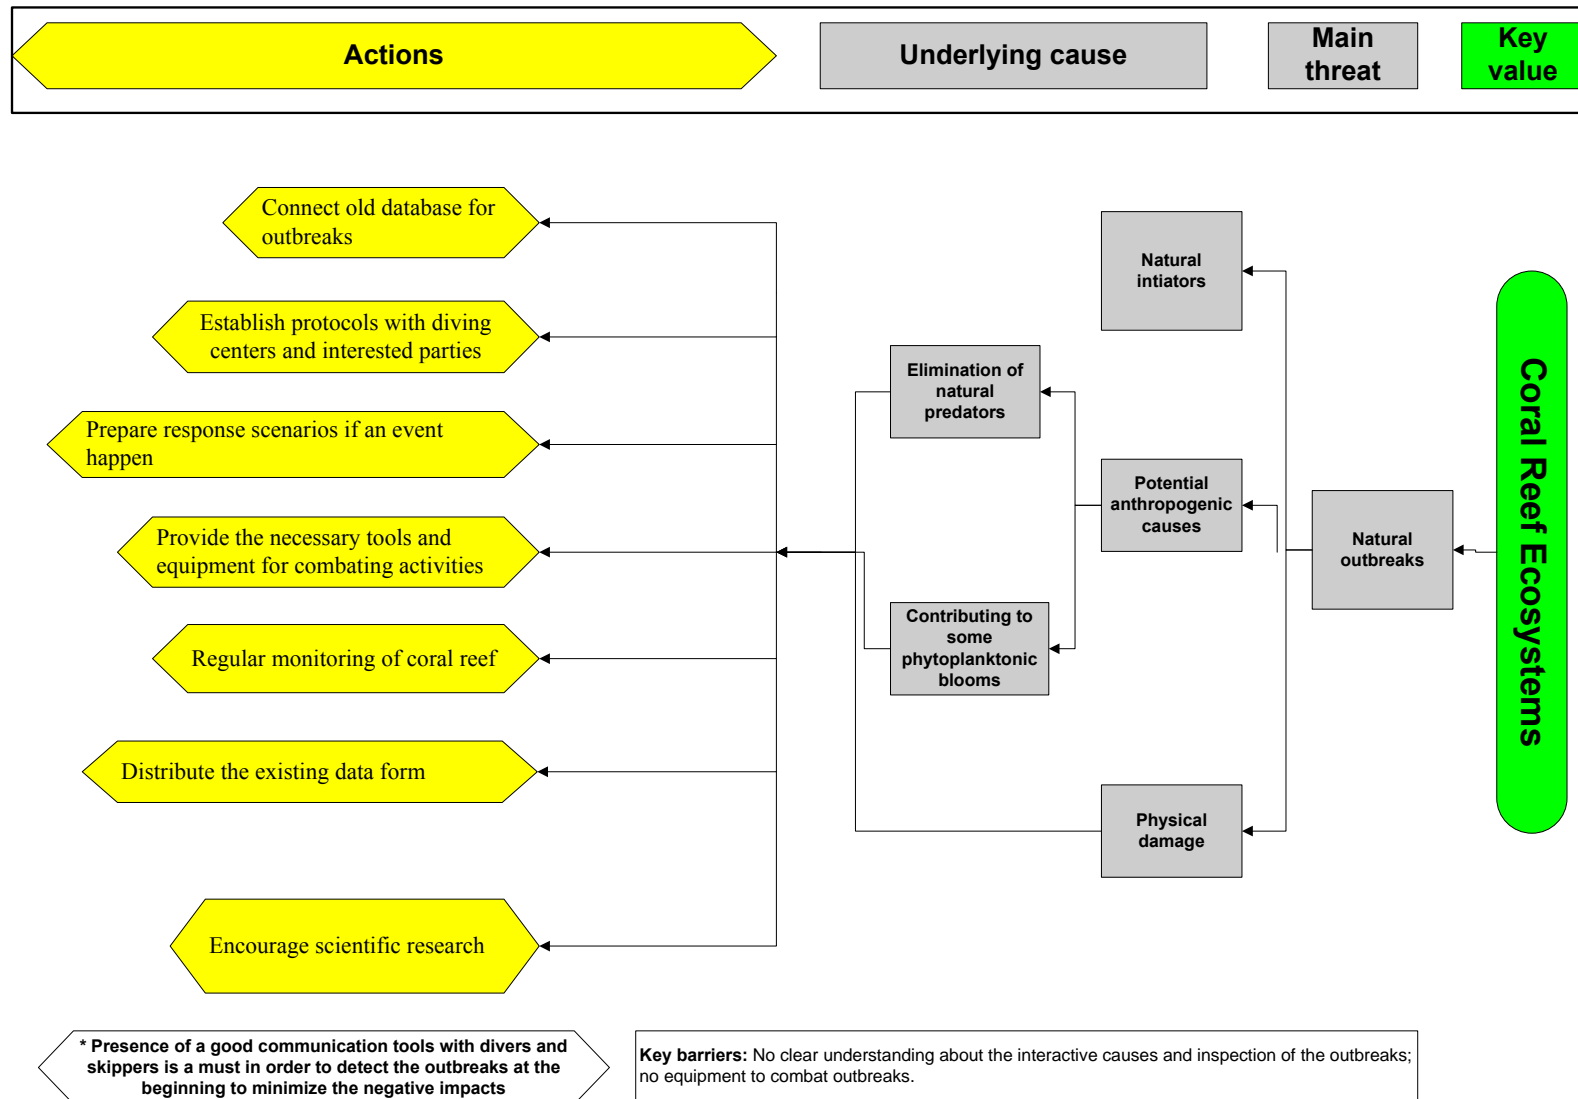 Actions
Underlying cause
Main
threat
Key
value
Connect old database for
outbreaks
Establish protocols with diving
centers and interested parties
Prepare response scenarios if an event
happen
Provide the necessary tools and
equipment for combating activities
Regular monitoring of coral reef
Distribute the existing data form
Encourage scientific research
Elimination of
natural
predators
Contributing to
some
phytoplanktonic
blooms
Natural
intiators
Potential
anthropogenic
causes
Physical
damage
Natural
outbreaks
Coral Reef Ecosystems
* Presence of a good communication tools with divers and
skippers is a must in order to detect the outbreaks at the
beginning to minimize the negative impacts
Key barriers: No clear understanding about the interactive causes and inspection of the outbreaks;
no equipment to combat outbreaks.